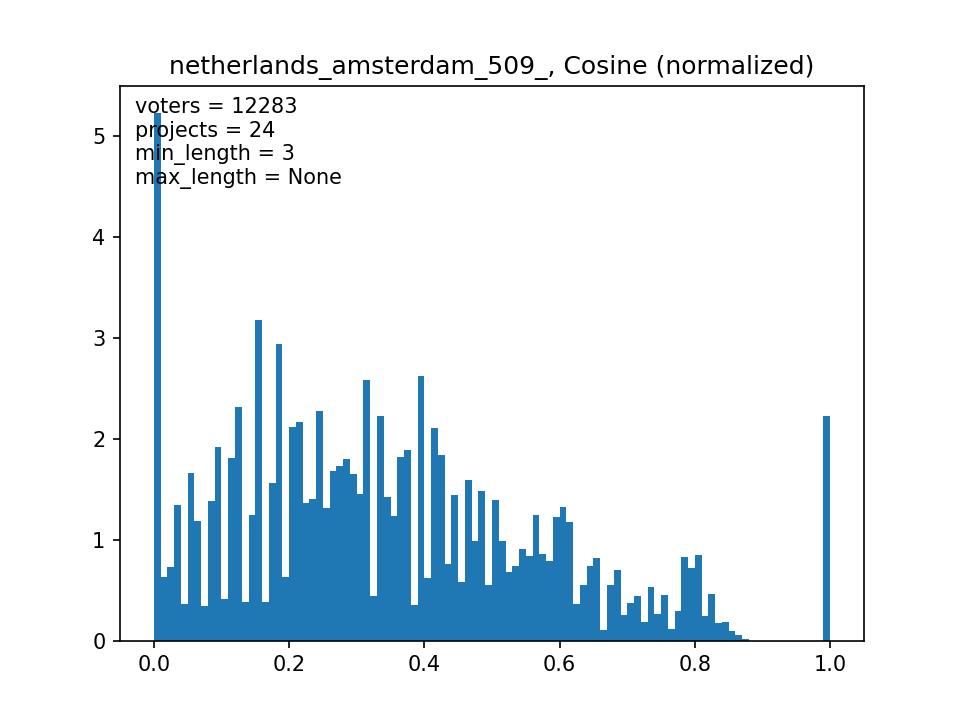 netherlands_amsterdam_509_, Cosine (normalized)
voters = 12283
projects = 24
min_length = 3
max_length = None
5
4
3
2
1
0
0.0 0.2 0.4 0.6 0.8 1.0